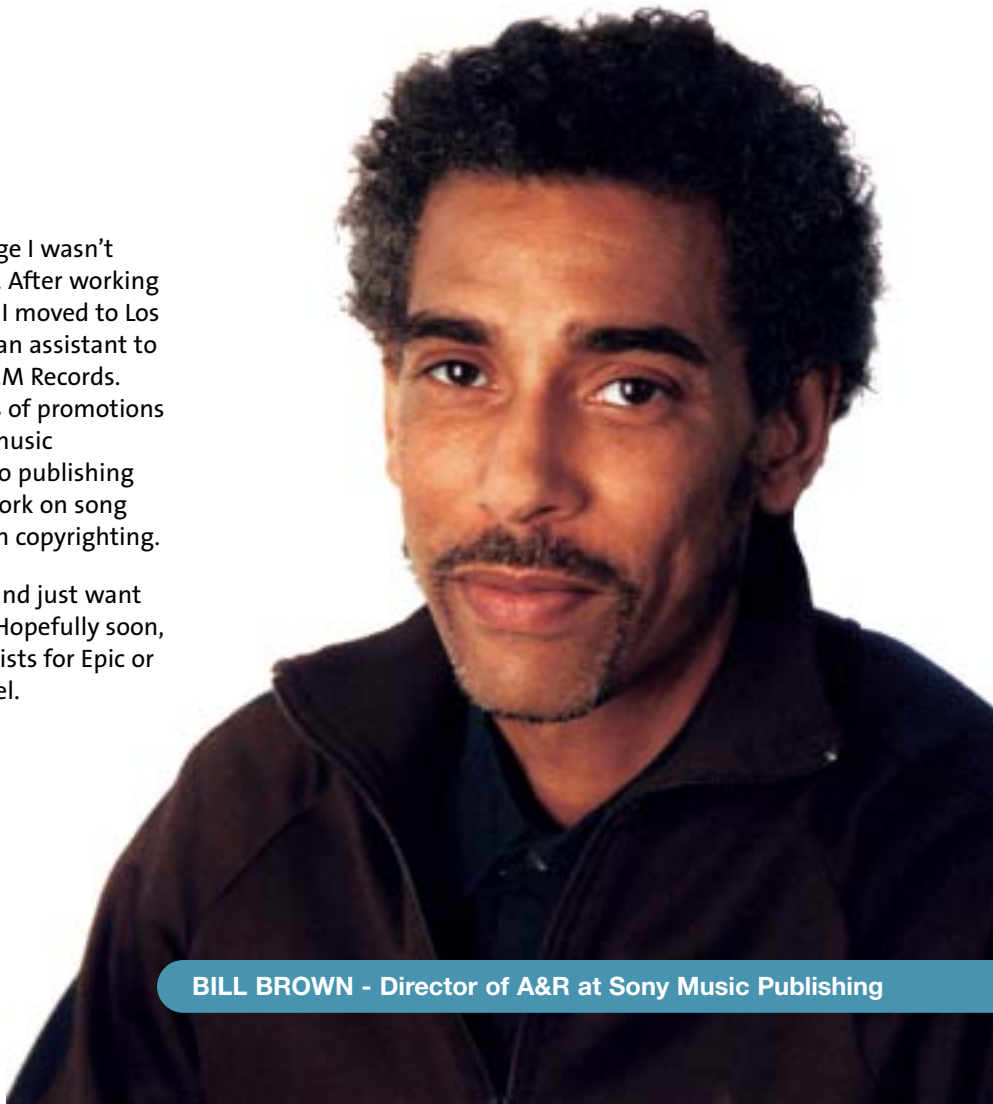 ge I wasn’t
. After working
I moved to Los
an assistant to
M Records.
s of promotions
music
o publishing
ork on song
n copyrighting.
nd just want
Hopefully soon,
ists for Epic or
el.
BILL BROWN - Director of A&R at Sony Music Publishing